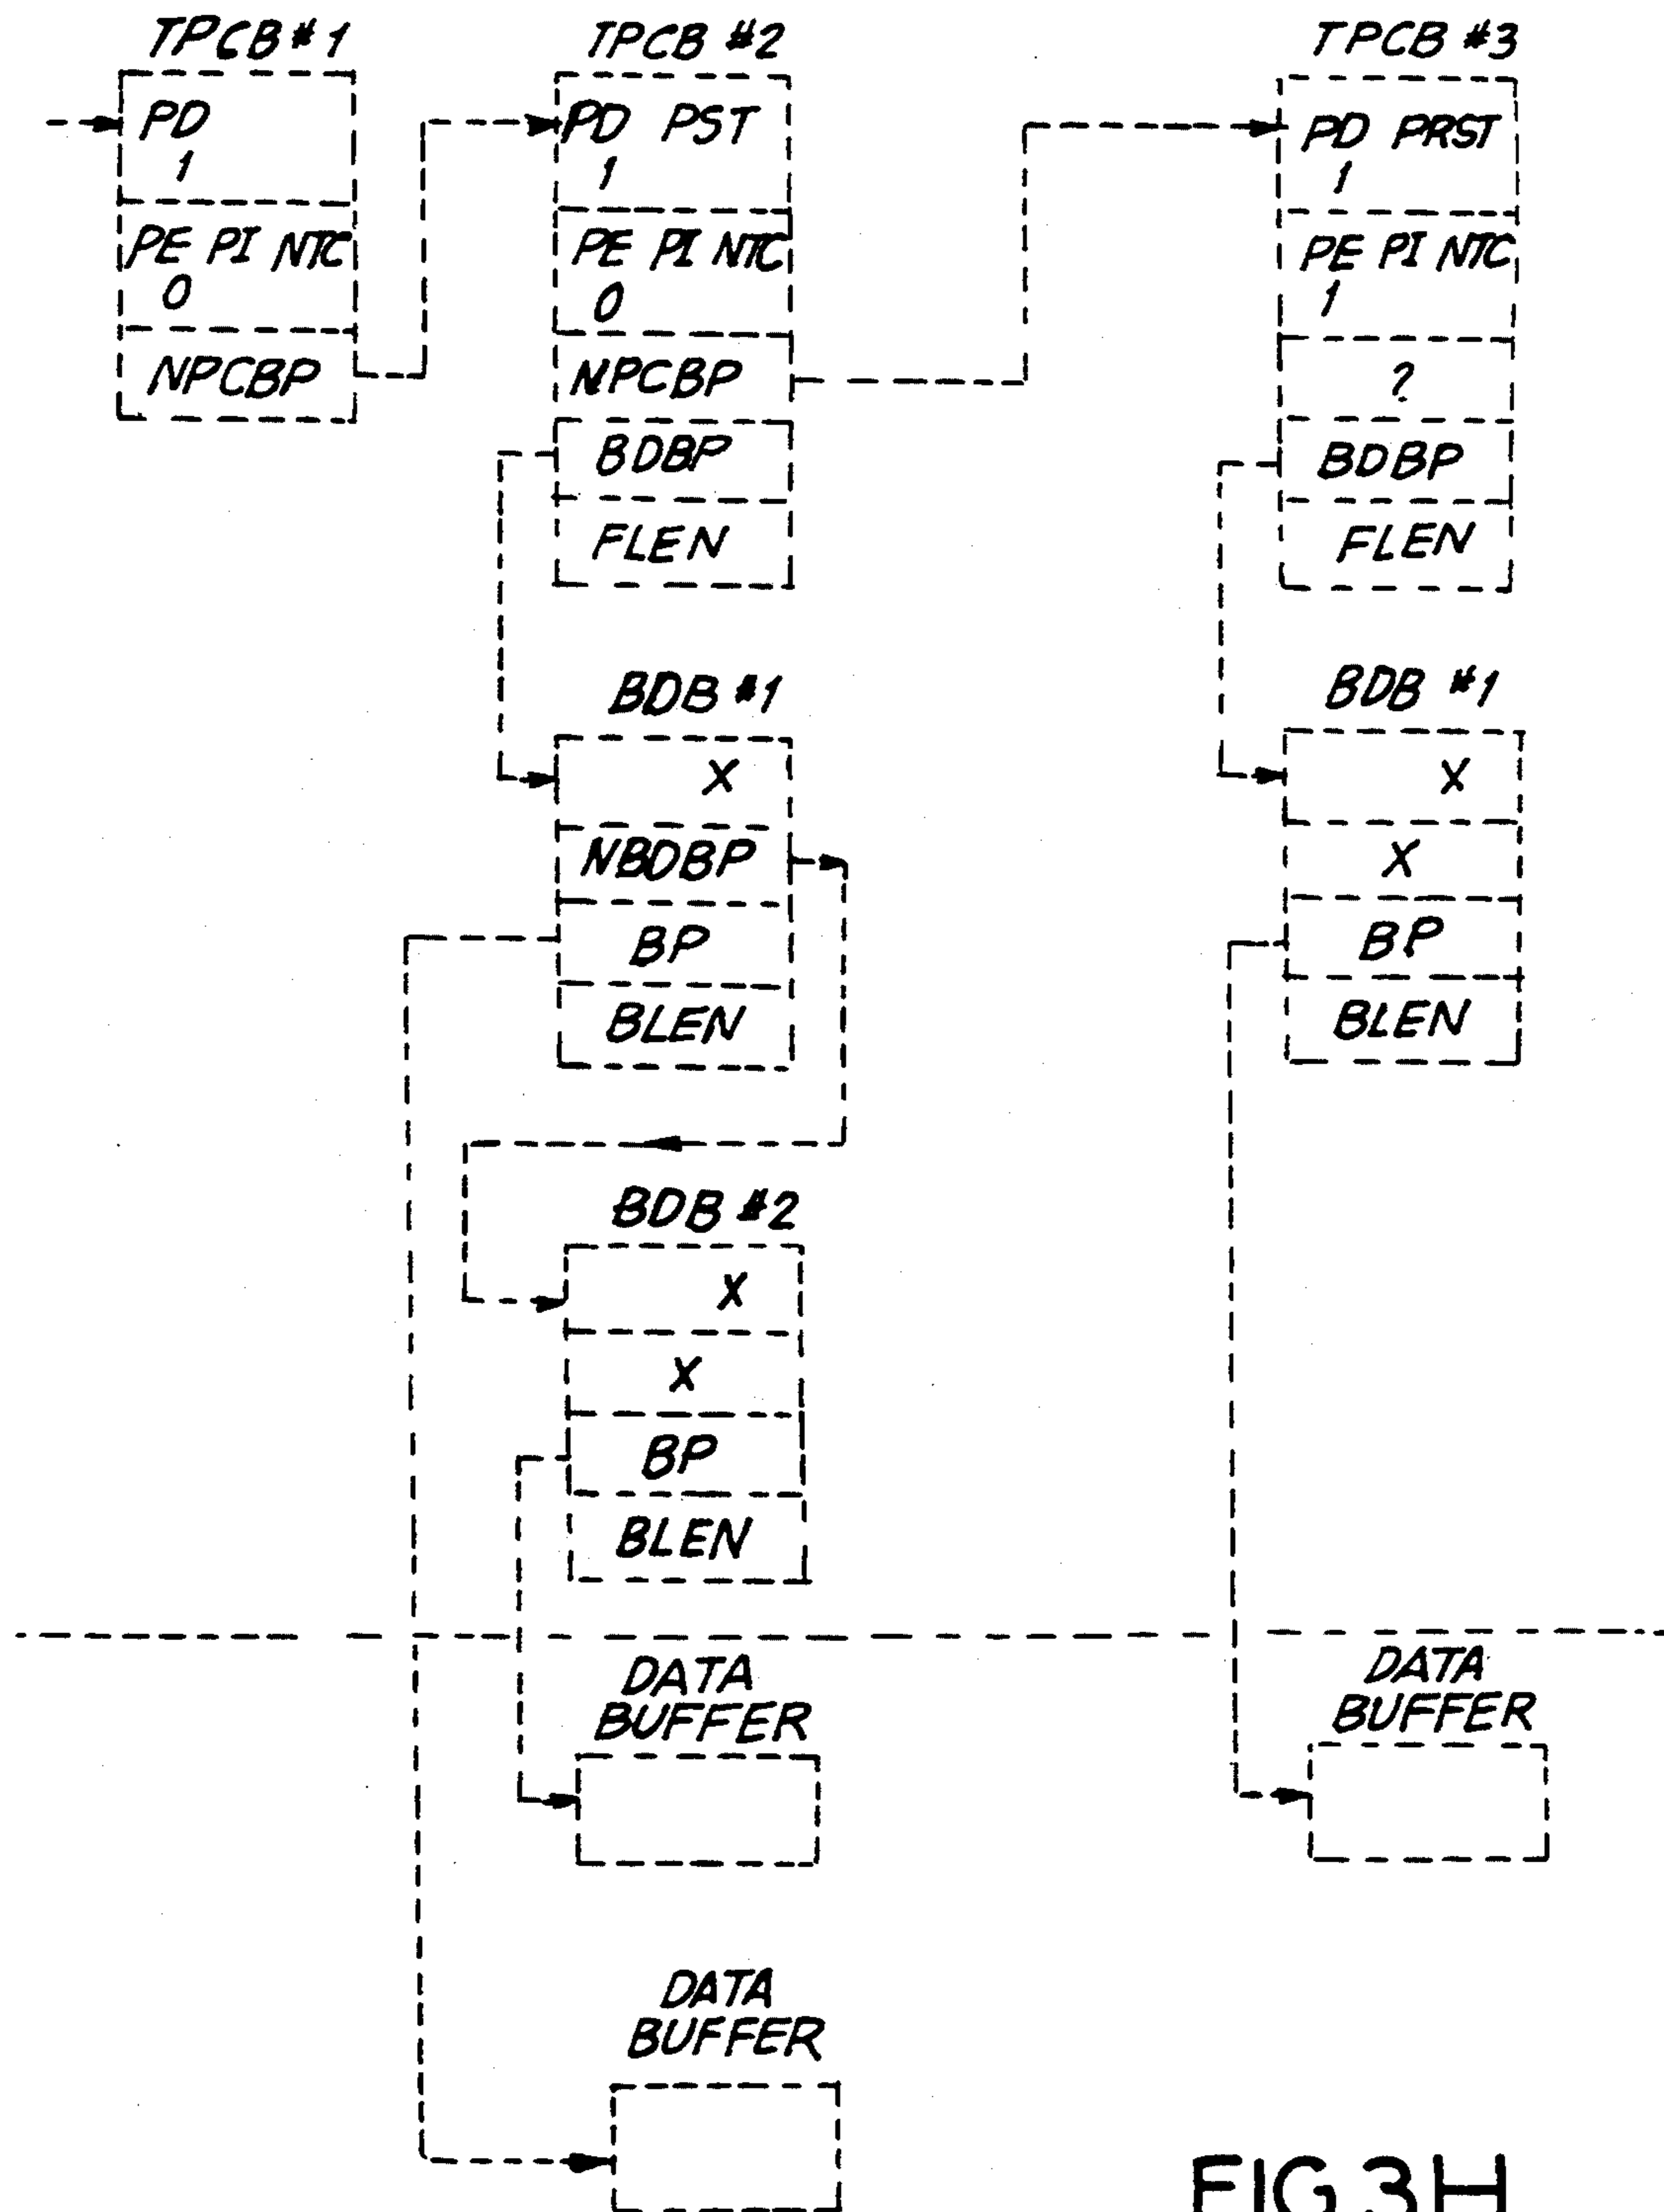 TPCB #1
PD
1
PE PI NTC
0
NPCBP
TPCB #2
PD PST
1
PE PI NTC
0
NPCBP
BDBP
FLEN
TPCB #3
PD PRST
1
PE PI NTC
1
?
BDBP
FLEN
BDB #1
X
NBDBP
BP
BLEN
BDB #1
X
X
BP
BLEN
BDB #2
X
X
BP
BLEN
DATA
BUFFER
DATA
BUFFER
DATA
BUFFER
FIG. 3H